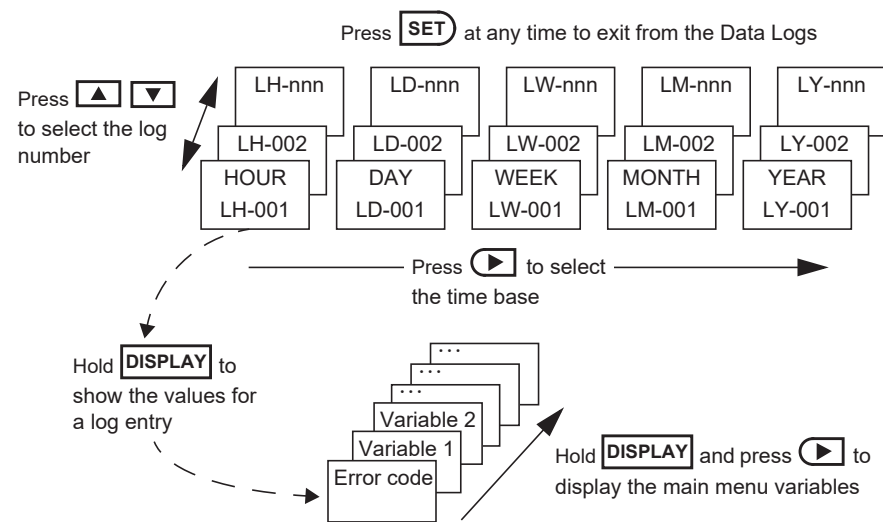 Press SET at any time to exit from the Data Logs
Press ▲ ▼
to select the log
number
LH-nnn LD-nnn LW-nnn LM-nnn LY-nnn
LH-002 LD-002 LW-002 LM-002 LY-002
HOUR DAY WEEK MONTH YEAR
LH-001 LD-001 LW-001 LM-001 LY-001
Press ▶ to select
the time base
Hold DISPLAY to
show the values for
a log entry
...
...
...
Variable 2
Variable 1
Error code
Hold DISPLAY and press ▶ to
display the main menu variables